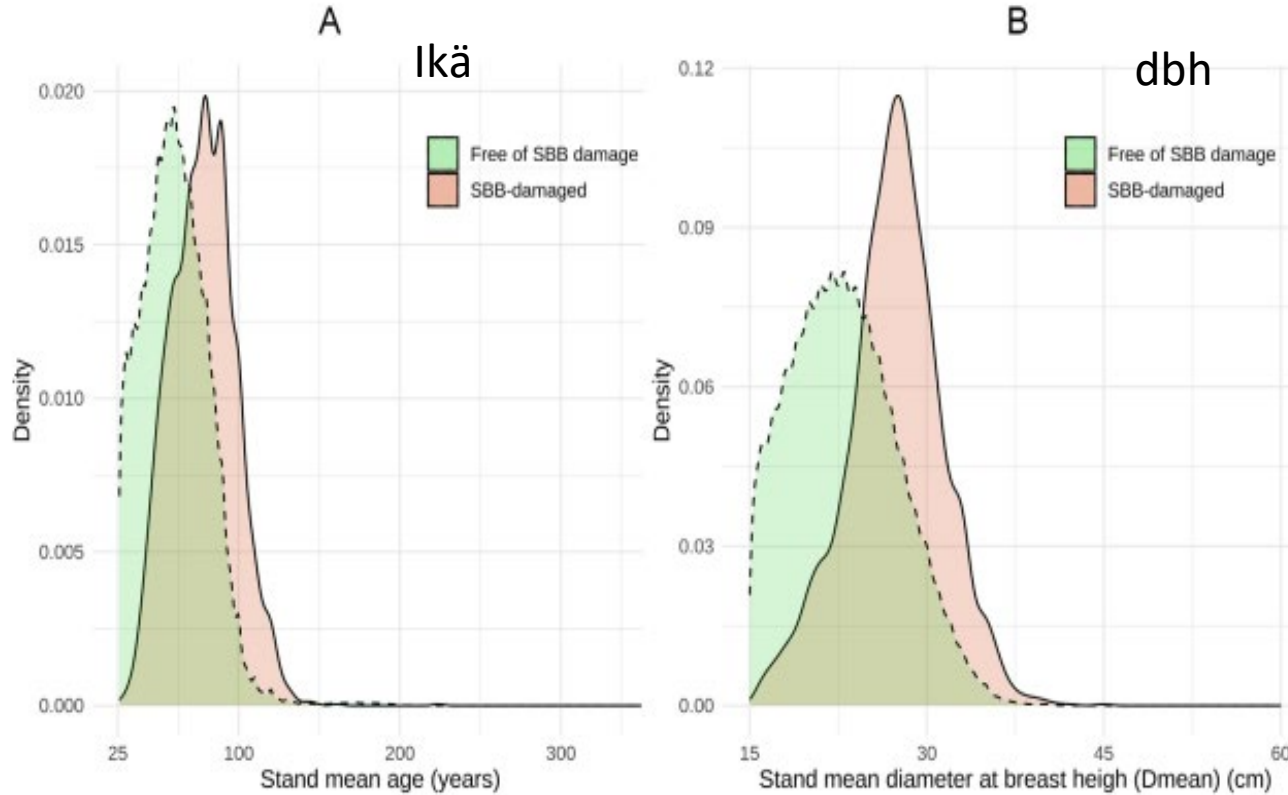 A
Ikä
Free of SBB damage
SBB-damaged
Density
0.020
0.015
0.010
0.005
0.000
25 100 200 300
Stand mean age (years)
B
dbh
Free of SBB damage
SBB-damaged
Density
0.12
0.09
0.06
0.03
0.00
15 30 45 60
Stand mean diameter at breast heigh (Dmean) (cm)